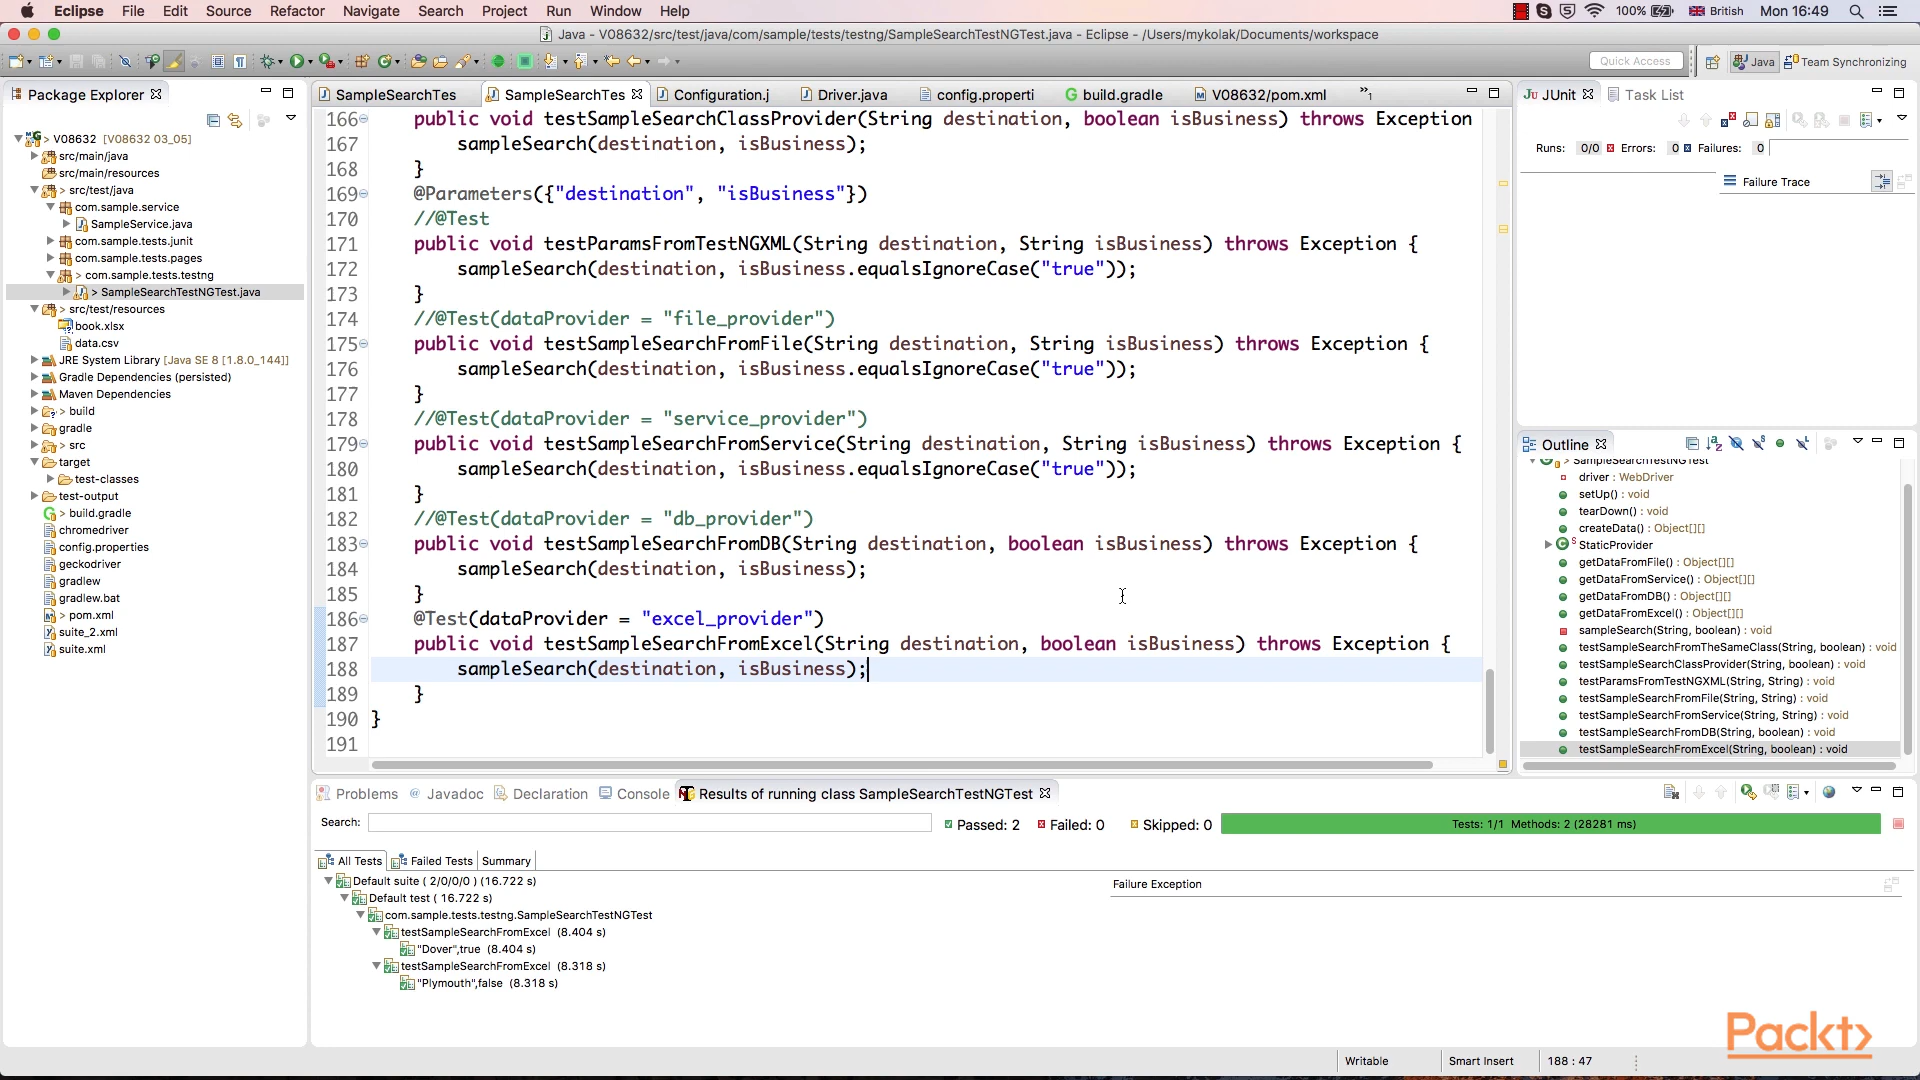 Eclipse File Edit Source Refactor Navigate Search Project Run Window Help 100% British Mon 16:49
Java - V08632/src/test/java/com/sample/tests/testng/SampleSearchTestNGTest.java - Eclipse - /Users/mykolak/Documents/workspace
Quick Access Java Team Synchronizing
Package Explorer
V08632 [V08632 03_05]
src/main/java
src/main/resources
> src/test/java
com.sample.service
SampleService.java
com.sample.tests.junit
com.sample.tests.pages
> com.sample.tests.testng
> SampleSearchTestNGTest.java
> src/test/resources
book.xlsx
data.csv
JRE System Library [Java SE 8 [1.8.0_144]]
Gradle Dependencies (persisted)
Maven Dependencies
> build
gradle
> src
target
test-classes
test-output
> build.gradle
chromedriver
config.properties
geckodriver
gradlew
gradlew.bat
> pom.xml
suite_2.xml
suite.xml
SampleSearchTes SampleSearchTes Configuration.j Driver.java config.properti build.gradle V08632/pom.xml »1
166 public void testSampleSearchClassProvider(String destination, boolean isBusiness) throws Exception
167 sampleSearch(destination, isBusiness);
168 }
169 @Parameters({"destination", "isBusiness"})
170 //@Test
171 public void testParamsFromTestNGXML(String destination, String isBusiness) throws Exception {
172 sampleSearch(destination, isBusiness.equalsIgnoreCase("true"));
173 }
174 //@Test(dataProvider = "file_provider")
175 public void testSampleSearchFromFile(String destination, String isBusiness) throws Exception {
176 sampleSearch(destination, isBusiness.equalsIgnoreCase("true"));
177 }
178 //@Test(dataProvider = "service_provider")
179 public void testSampleSearchFromService(String destination, String isBusiness) throws Exception {
180 sampleSearch(destination, isBusiness.equalsIgnoreCase("true"));
181 }
182 //@Test(dataProvider = "db_provider")
183 public void testSampleSearchFromDB(String destination, boolean isBusiness) throws Exception {
184 sampleSearch(destination, isBusiness);
185 }
186 @Test(dataProvider = "excel_provider")
187 public void testSampleSearchFromExcel(String destination, boolean isBusiness) throws Exception {
188 sampleSearch(destination, isBusiness);
189 }
190 }
191
JUnit Task List
Runs: 0/0 Errors: 0 Failures: 0
Failure Trace
Outline
> SampleSearchTestNGTest
driver : WebDriver
setUp() : void
tearDown() : void
createData() : Object[][]
StaticProvider
getDataFromFile() : Object[][]
getDataFromService() : Object[][]
getDataFromDB() : Object[][]
getDataFromExcel() : Object[][]
sampleSearch(String, boolean) : void
testSampleSearchFromTheSameClass(String, boolean) : void
testSampleSearchClassProvider(String, boolean) : void
testParamsFromTestNGXML(String, String) : void
testSampleSearchFromFile(String, String) : void
testSampleSearchFromService(String, String) : void
testSampleSearchFromDB(String, boolean) : void
testSampleSearchFromExcel(String, boolean) : void
Problems @ Javadoc Declaration Console Results of running class SampleSearchTestNGTest
Search: Passed: 2 Failed: 0 Skipped: 0 Tests: 1/1 Methods: 2 (28281 ms)
All Tests Failed Tests Summary
Default suite ( 2/0/0/0 ) (16.722 s)
Default test ( 16.722 s)
com.sample.tests.testng.SampleSearchTestNGTest
testSampleSearchFromExcel (8.404 s)
"Dover",true (8.404 s)
testSampleSearchFromExcel (8.318 s)
"Plymouth",false (8.318 s)
Failure Exception
Packt>
Writable Smart Insert 188 : 47